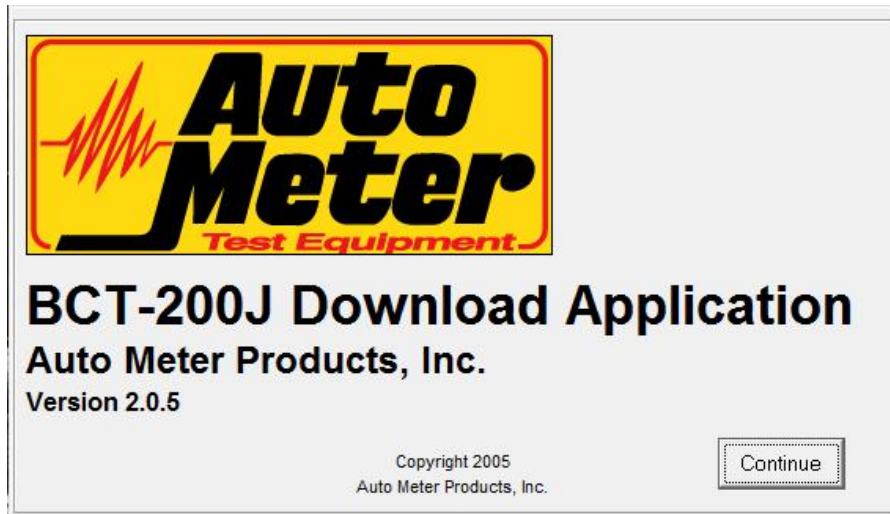 Auto
Meter
Test Equipment
BCT-200J Download Application
Auto Meter Products, Inc.
Version 2.0.5
Copyright 2005
Auto Meter Products, Inc.
Continue